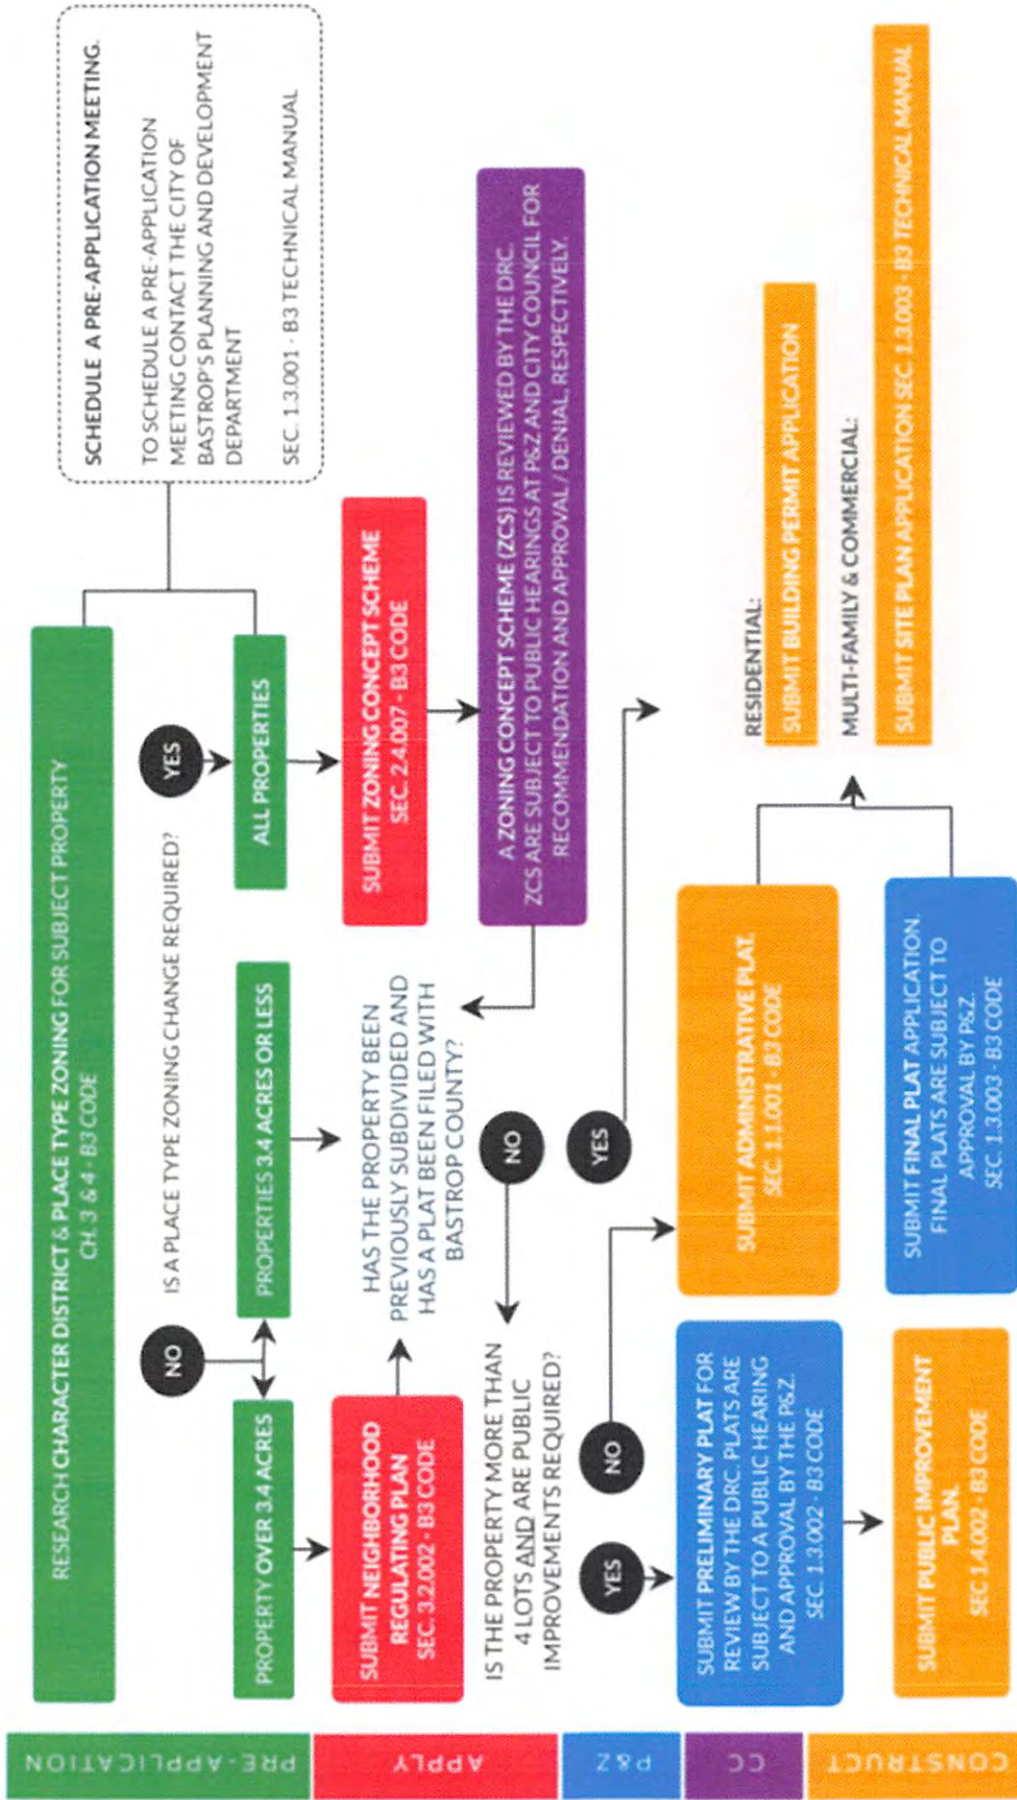 RESEARCH CHARACTER DISTRICT & PLACE TYPE ZONING FOR SUBJECT PROPERTY
CH. 3 & 4 - B3 CODE
SCHEDULE A PRE-APPLICATION MEETING.
TO SCHEDULE A PRE-APPLICATION
MEETING CONTACT THE CITY OF
BASTROP'S PLANNING AND DEVELOPMENT
DEPARTMENT
SEC. 1.3.001 - B3 TECHNICAL MANUAL
NO
IS A PLACE TYPE ZONING CHANGE REQUIRED?
YES
PROPERTY OVER 3.4 ACRES
PROPERTIES 3.4 ACRES OR LESS
ALL PROPERTIES
SUBMIT NEIGHBORHOOD
REGULATING PLAN
SEC. 3.2.002 - B3 CODE
HAS THE PROPERTY BEEN
PREVIOUSLY SUBDIVIDED AND
HAS A PLAT BEEN FILED WITH
BASTROP COUNTY?
SUBMIT ZONING CONCEPT SCHEME
SEC. 2.4.007 - B3 CODE
A ZONING CONCEPT SCHEME (ZCS) IS REVIEWED BY THE DRC.
ZCS ARE SUBJECT TO PUBLIC HEARINGS AT P&Z AND CITY COUNCIL FOR
RECOMMENDATION AND APPROVAL / DENIAL, RESPECTIVELY.
IS THE PROPERTY MORE THAN
4 LOTS AND ARE PUBLIC
IMPROVEMENTS REQUIRED?
NO
YES
YES
NO
SUBMIT PRELIMINARY PLAT FOR
REVIEW BY THE DRC. PLATS ARE
SUBJECT TO A PUBLIC HEARING
AND APPROVAL BY THE P&Z.
SEC. 1.3.002 - B3 CODE
SUBMIT ADMINISTRATIVE PLAT.
SEC. 1.1.001 - B3 CODE
RESIDENTIAL:
SUBMIT BUILDING PERMIT APPLICATION
MULTI-FAMILY & COMMERCIAL:
SUBMIT SITE PLAN APPLICATION SEC. 1.3.003 - B3 TECHNICAL MANUAL
SUBMIT PUBLIC IMPROVEMENT
PLAN.
SEC 1.4.002 - B3 CODE
SUBMIT FINAL PLAT APPLICATION.
FINAL PLATS ARE SUBJECT TO
APPROVAL BY P&Z.
SEC. 1.3.003 - B3 CODE
PRE-APPLICATION
APPLY
P&Z
CC
CONSTRUCT